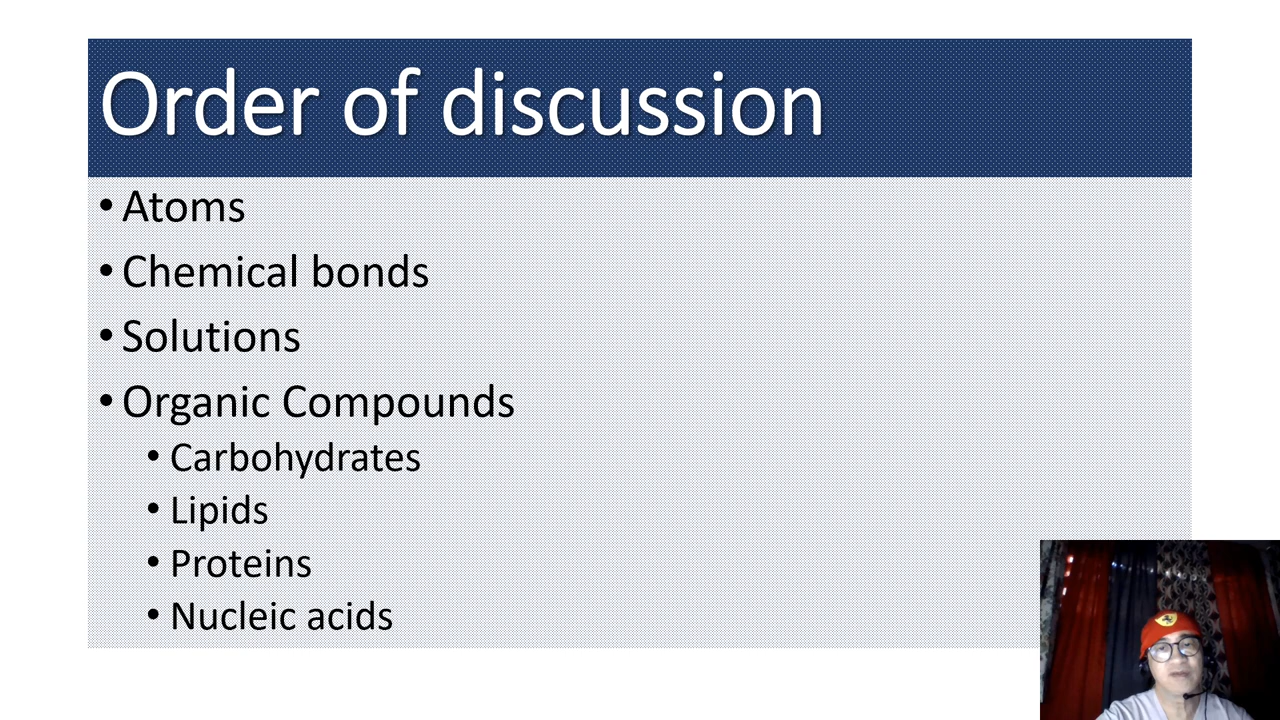 Order of discussion
• Atoms
• Chemical bonds
• Solutions
• Organic Compounds
• Carbohydrates
• Lipids
• Proteins
• Nucleic acids